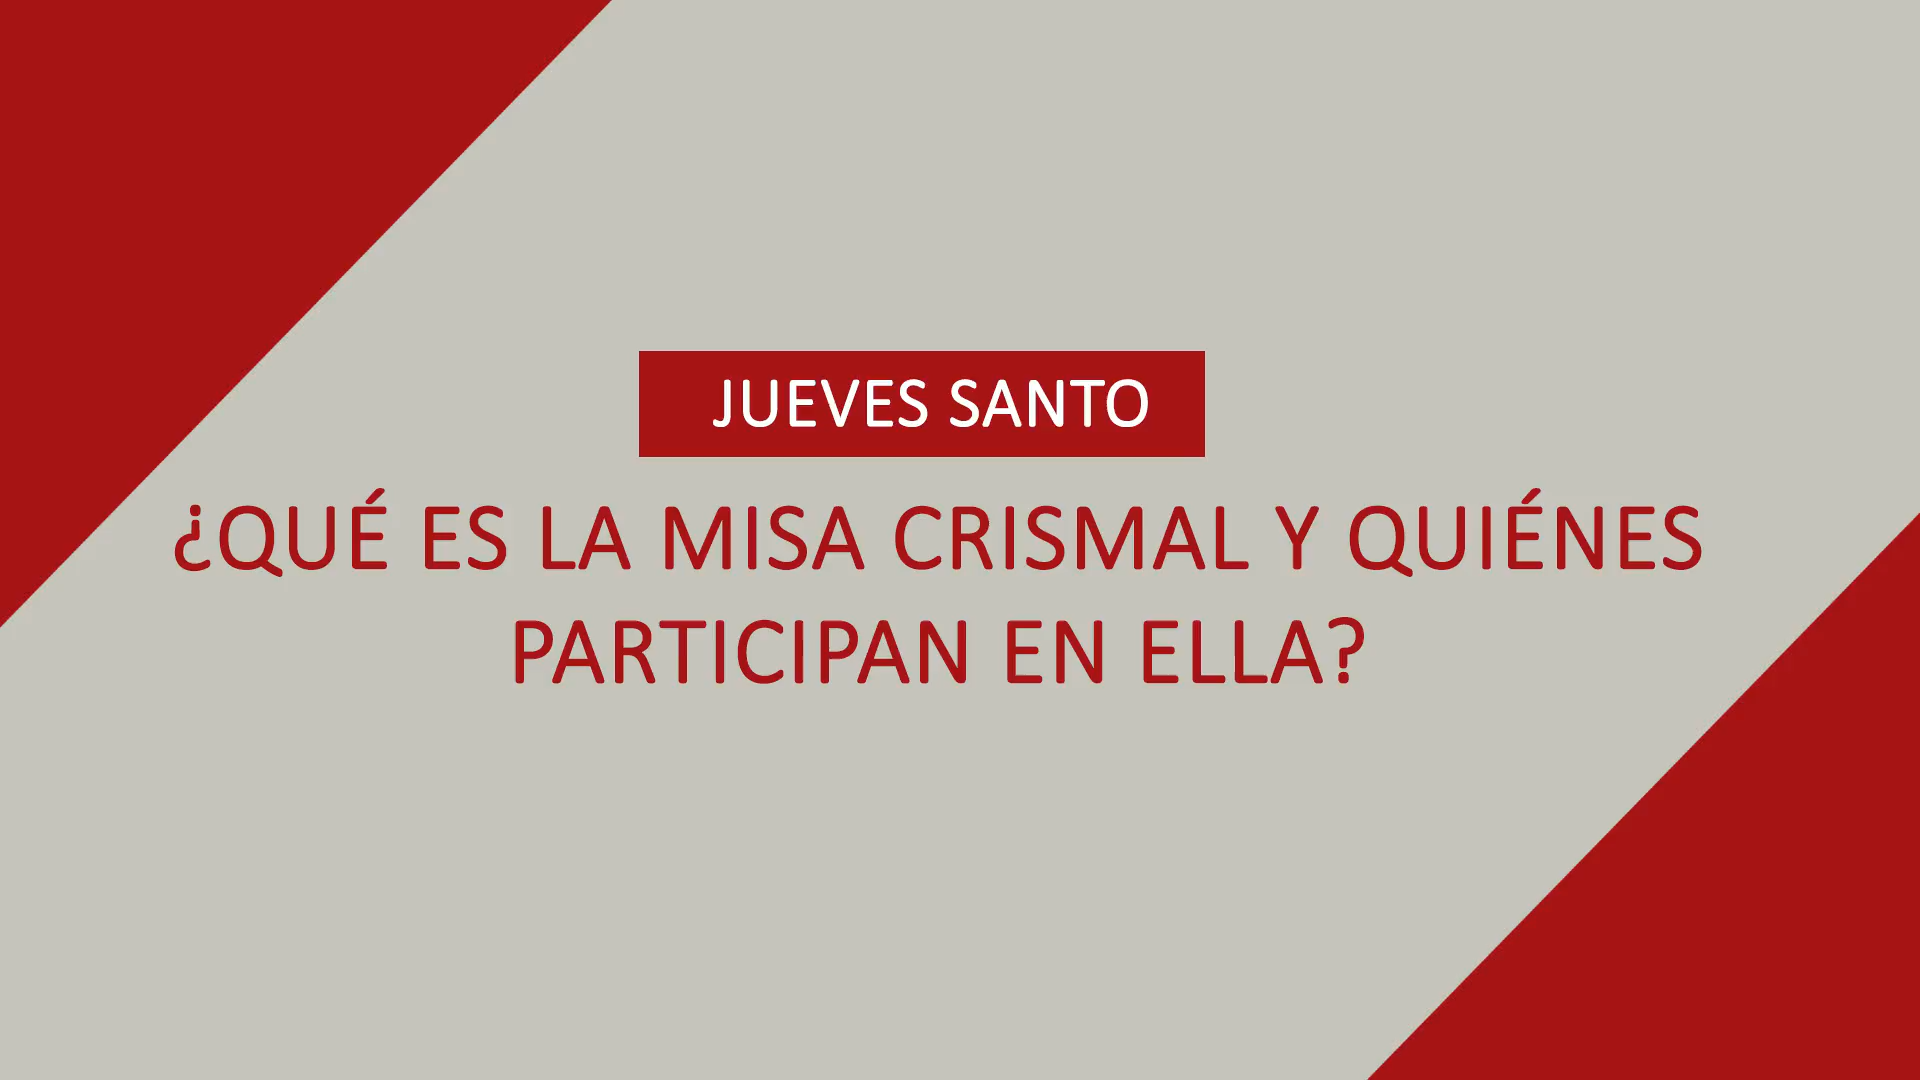 JUEVES SANTO
¿QUÉ ES LA MISA CRISMAL Y QUIÉNES
PARTICIPAN EN ELLA?